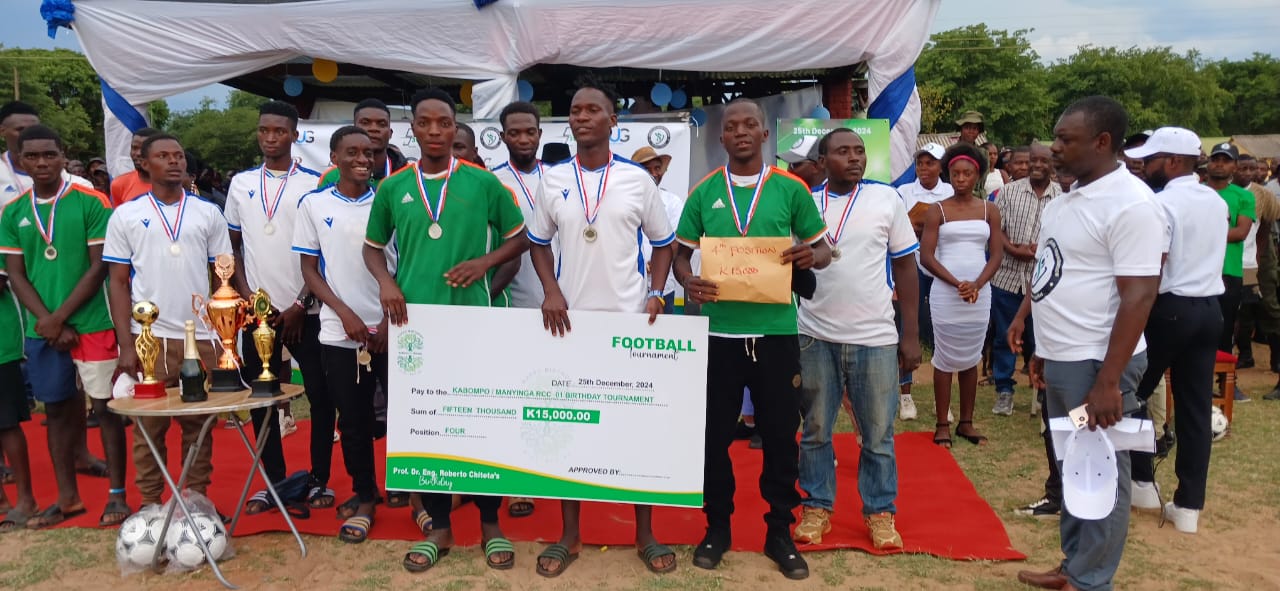 25th December 2024
4th POSITION
K15000
FOOTBALL
Tournament
DATE 25th December, 2024
Pay to the KABOMPO / MANYINGA RCC 01 BIRTHDAY TOURNAMENT
Sum of FIFTEEN THOUSAND K15,000.00
Position FOUR
APPROVED BY:
Prof. Dr. Eng. Roberto Chiteta's
Birthday